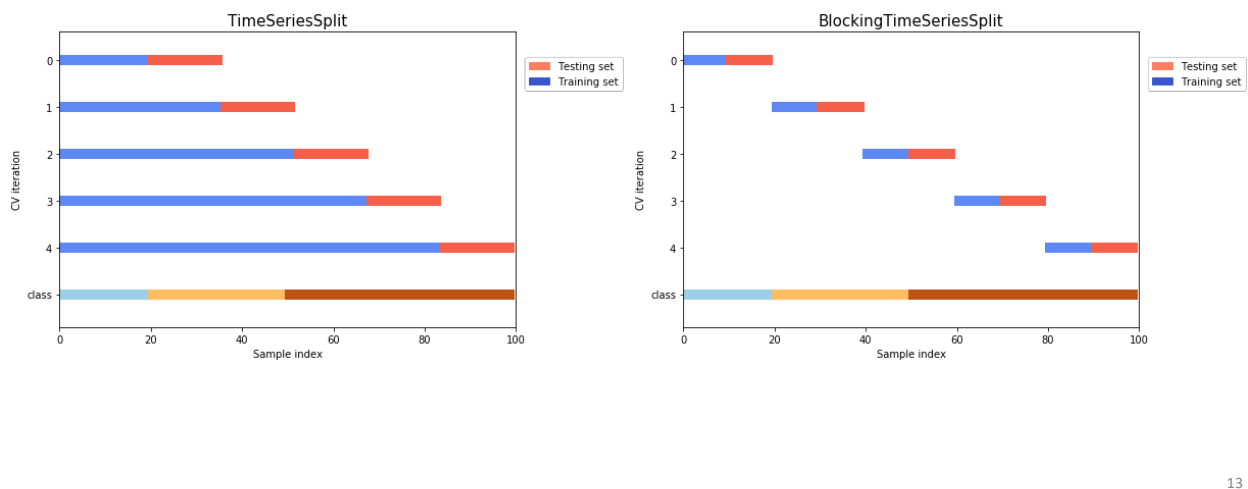 TimeSeriesSplit
Testing set
Training set
CV iteration
0
1
2
3
4
class
0 20 40 60 80 100
Sample index
BlockingTimeSeriesSplit
Testing set
Training set
CV iteration
0
1
2
3
4
class
0 20 40 60 80 100
Sample index
13